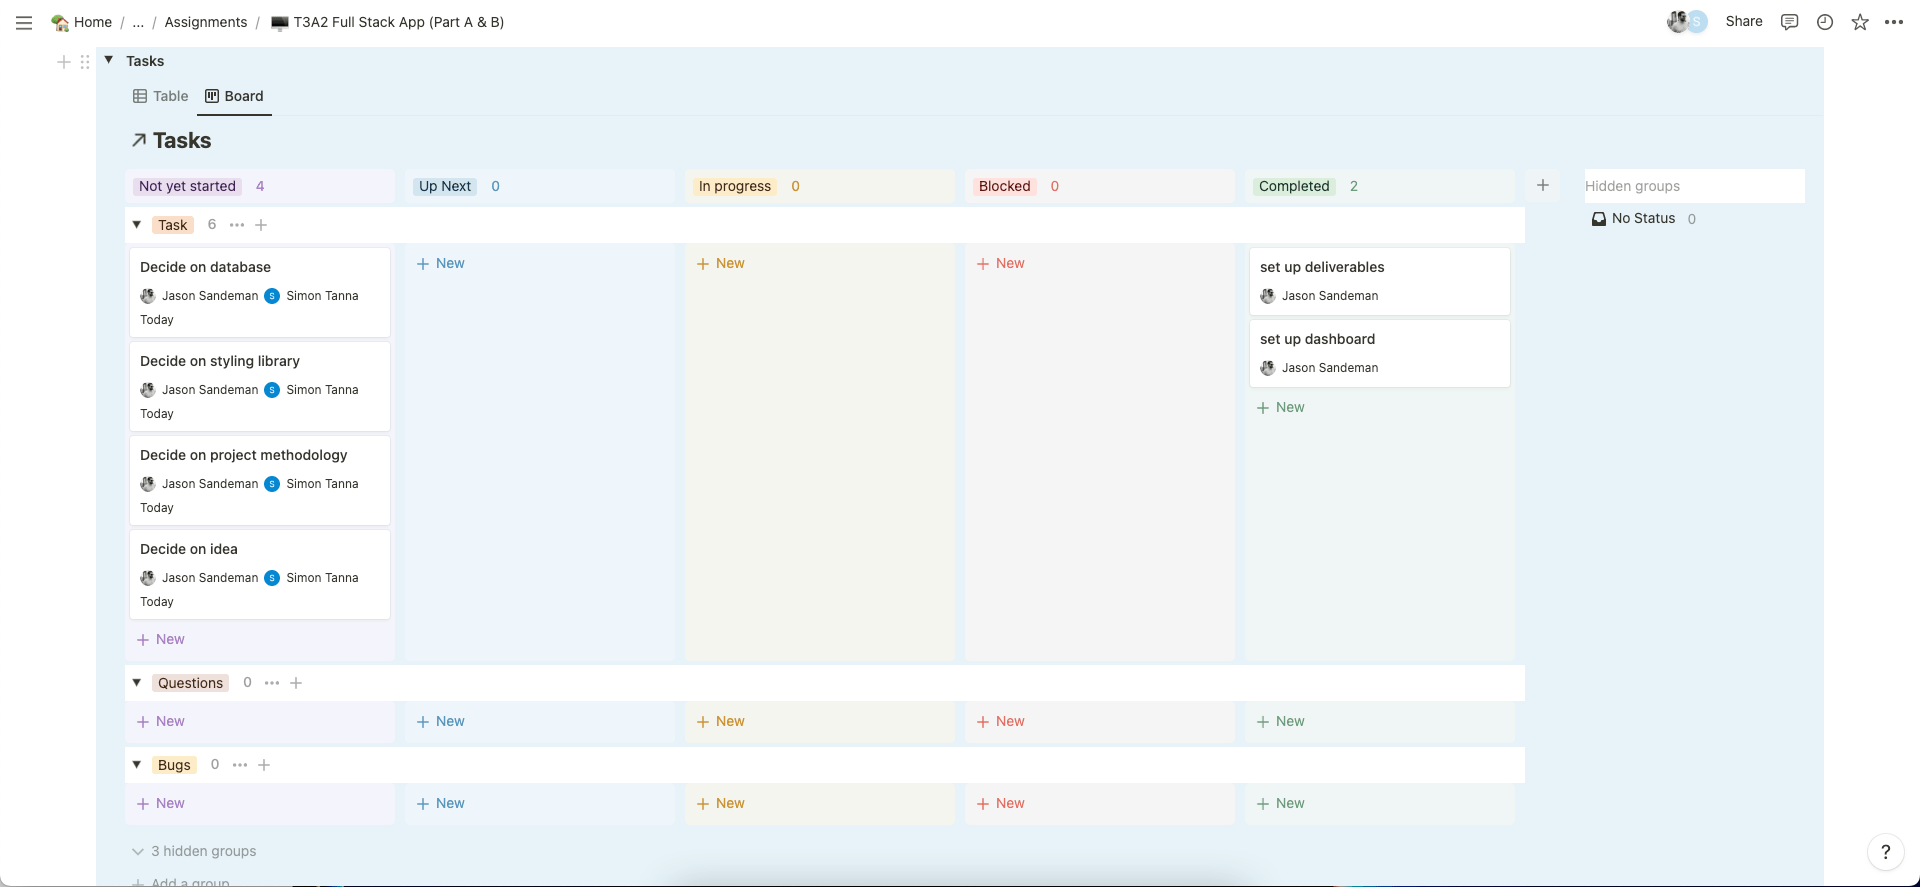 Home / ... / Assignments / T3A2 Full Stack App (Part A & B)
S Share
Tasks
Table Board
Tasks
Not yet started 4 Up Next 0 In progress 0 Blocked 0 Completed 2 Hidden groups
No Status 0
Task 6
Decide on database
Jason Sandeman S Simon Tanna
Today
Decide on styling library
Jason Sandeman S Simon Tanna
Today
Decide on project methodology
Jason Sandeman S Simon Tanna
Today
Decide on idea
Jason Sandeman S Simon Tanna
Today
+ New
+ New
+ New
+ New
set up deliverables
Jason Sandeman
set up dashboard
Jason Sandeman
+ New
Questions 0
+ New + New + New + New + New
Bugs 0
+ New + New + New + New + New
3 hidden groups
+ Add a group
?